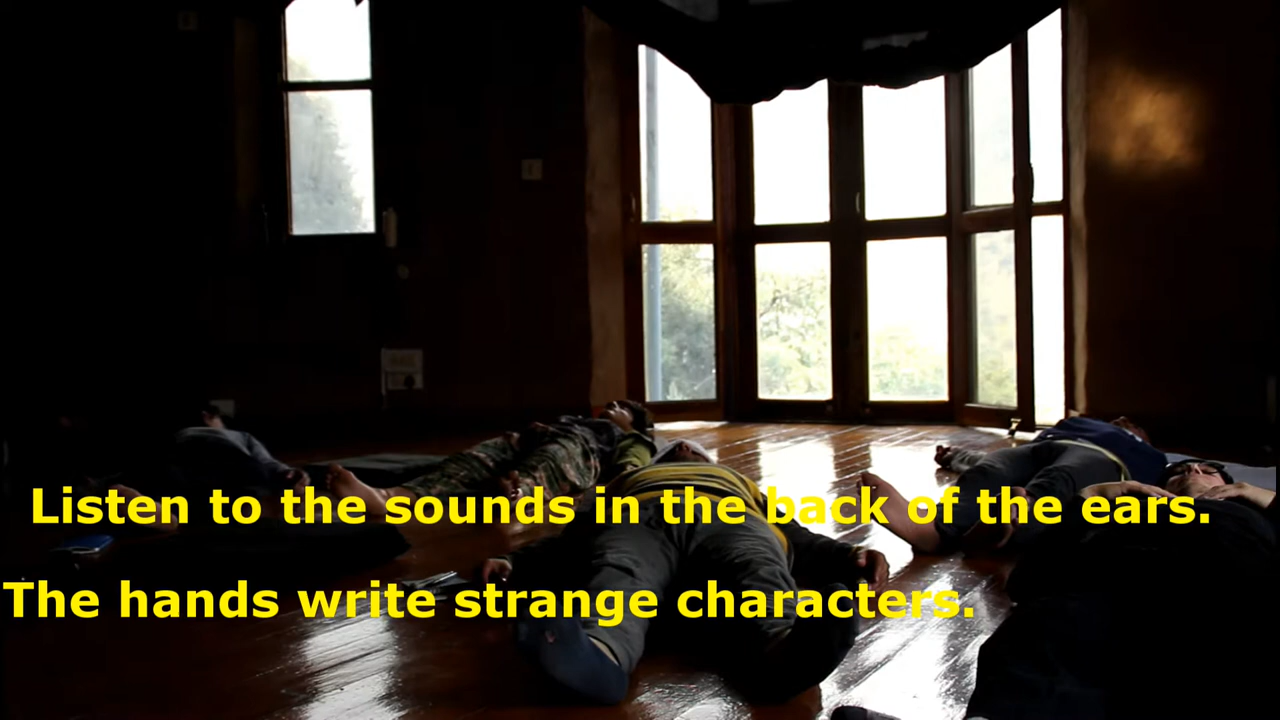 Listen to the sounds in the back of the ears.
The hands write strange characters.